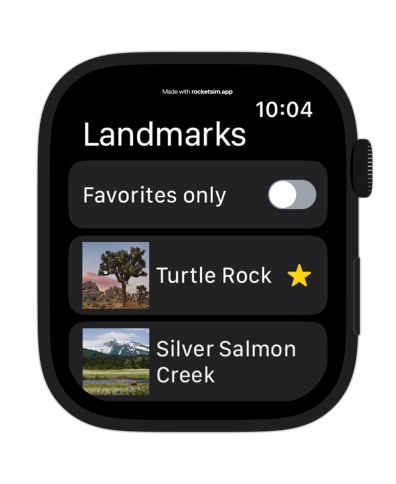 Made with rocketsim.app
10:04
Landmarks
Favorites only
Turtle Rock
Silver Salmon
Creek